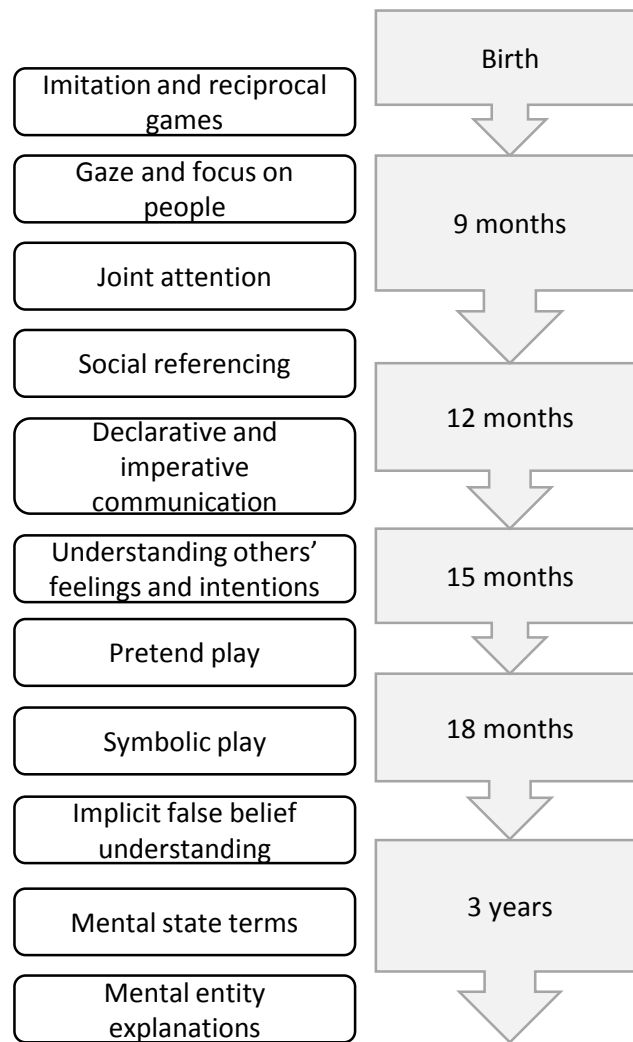 Imitation and reciprocal
games
Gaze and focus on
people
Joint attention
Social referencing
Declarative and
imperative
communication
Understanding others’
feelings and intentions
Pretend play
Symbolic play
Implicit false belief
understanding
Mental state terms
Mental entity
explanations
Birth
9 months
12 months
15 months
18 months
3 years